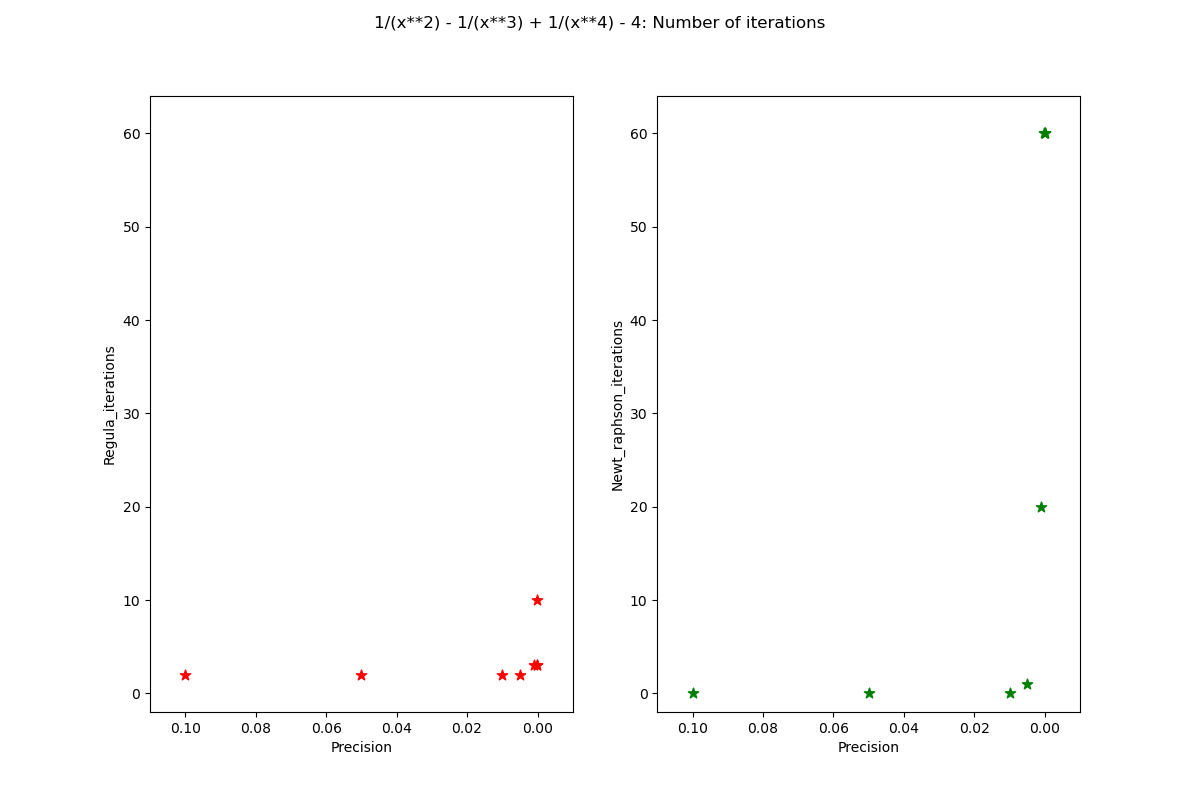 1/(x**2) - 1/(x**3) + 1/(x**4) - 4: Number of iterations
60
50
40
30
20
10
0
Regula_iterations
0.10 0.08 0.06 0.04 0.02 0.00
Precision
60
50
40
30
20
10
0
Newt_raphson_iterations
0.10 0.08 0.06 0.04 0.02 0.00
Precision